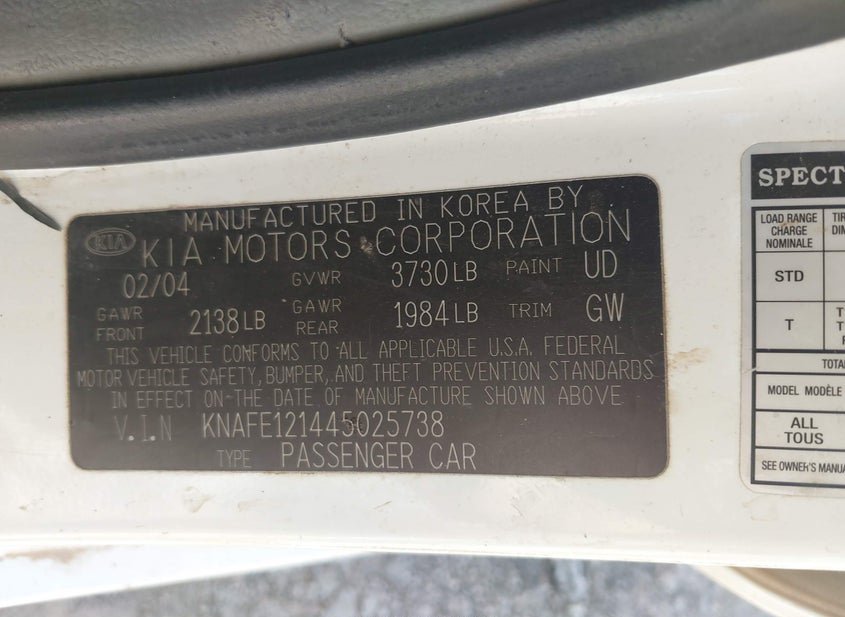 MANUFACTURED IN KOREA BY
KIA KIA MOTORS CORPORATION
02/04 GVWR 3730 LB PAINT UD
GAWR FRONT 2138 LB GAWR REAR 1984 LB TRIM GW
THIS VEHICLE CONFORMS TO ALL APPLICABLE U.S.A. FEDERAL
MOTOR VEHICLE SAFETY, BUMPER, AND THEFT PREVENTION STANDARDS
IN EFFECT ON THE DATE OF MANUFACTURE SHOWN ABOVE
V.I.N KNAFE121445025738
TYPE PASSENGER CAR
SPECT
LOAD RANGE
CHARGE
NOMINALE
STD
T
MODEL MODÈLE
ALL
TOUS
SEE OWNER'S